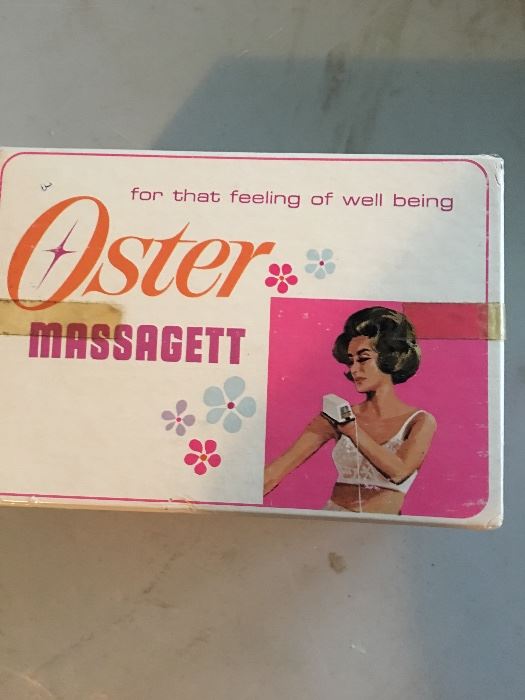 for that feeling of well being
Oster
MASSAGETT